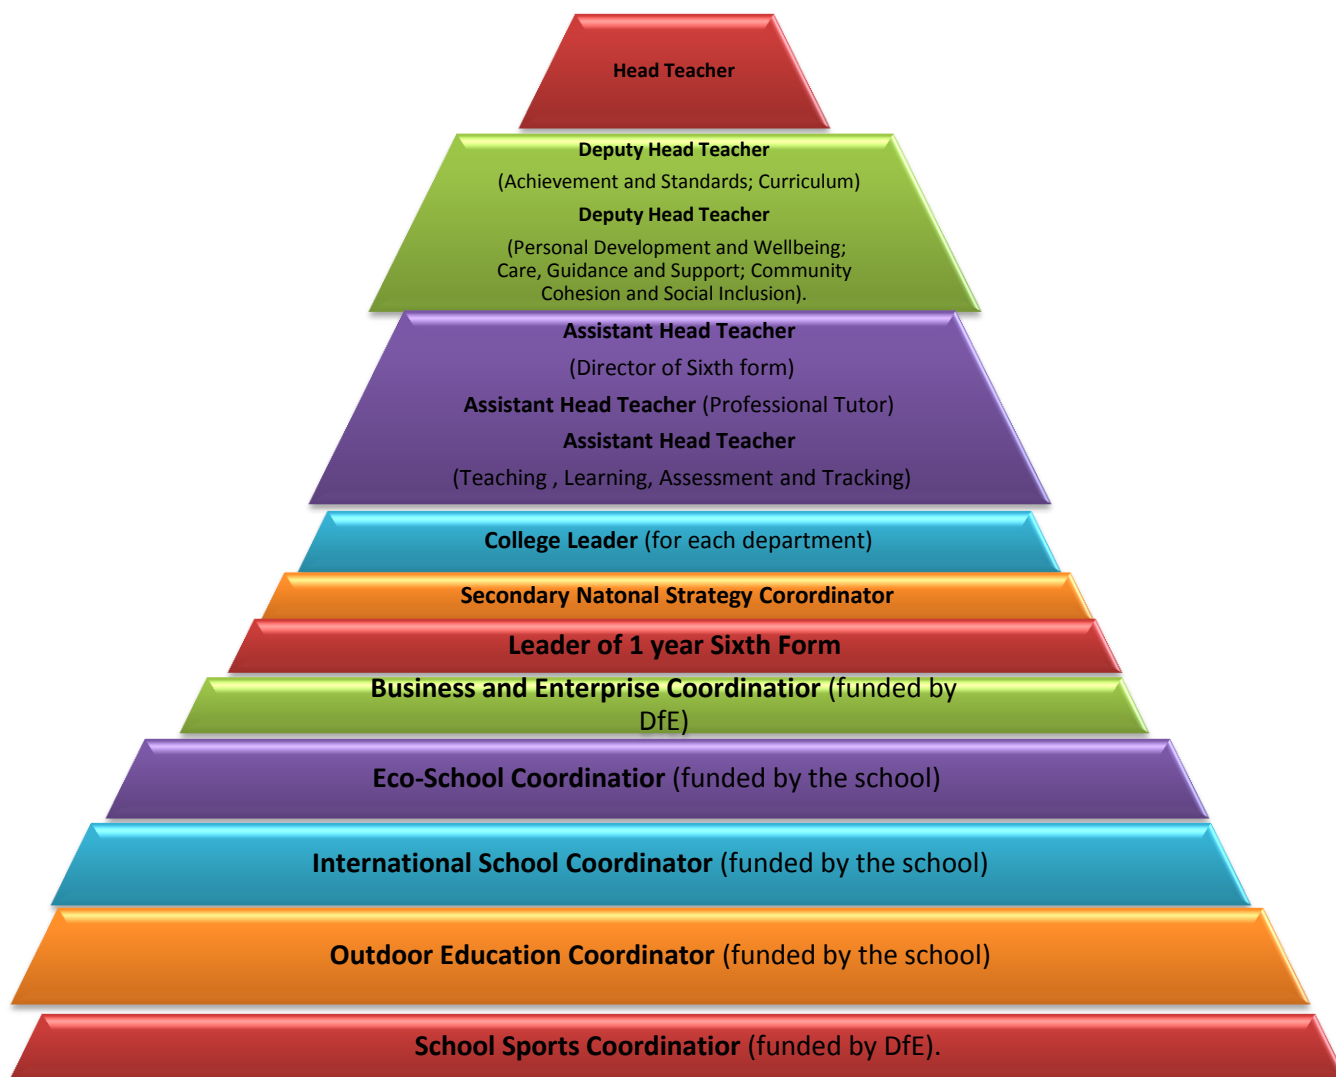 Head Teacher
Deputy Head Teacher
(Achievement and Standards; Curriculum)
Deputy Head Teacher
(Personal Development and Wellbeing;
Care, Guidance and Support; Community
Cohesion and Social Inclusion).
Assistant Head Teacher
(Director of Sixth form)
Assistant Head Teacher (Professional Tutor)
Assistant Head Teacher
(Teaching , Learning, Assessment and Tracking)
College Leader (for each department)
Secondary Natonal Strategy Corordinator
Leader of 1 year Sixth Form
Business and Enterprise Coordinatior (funded by
DfE)
Eco-School Coordinatior (funded by the school)
International School Coordinator (funded by the school)
Outdoor Education Coordinator (funded by the school)
School Sports Coordinatior (funded by DfE).